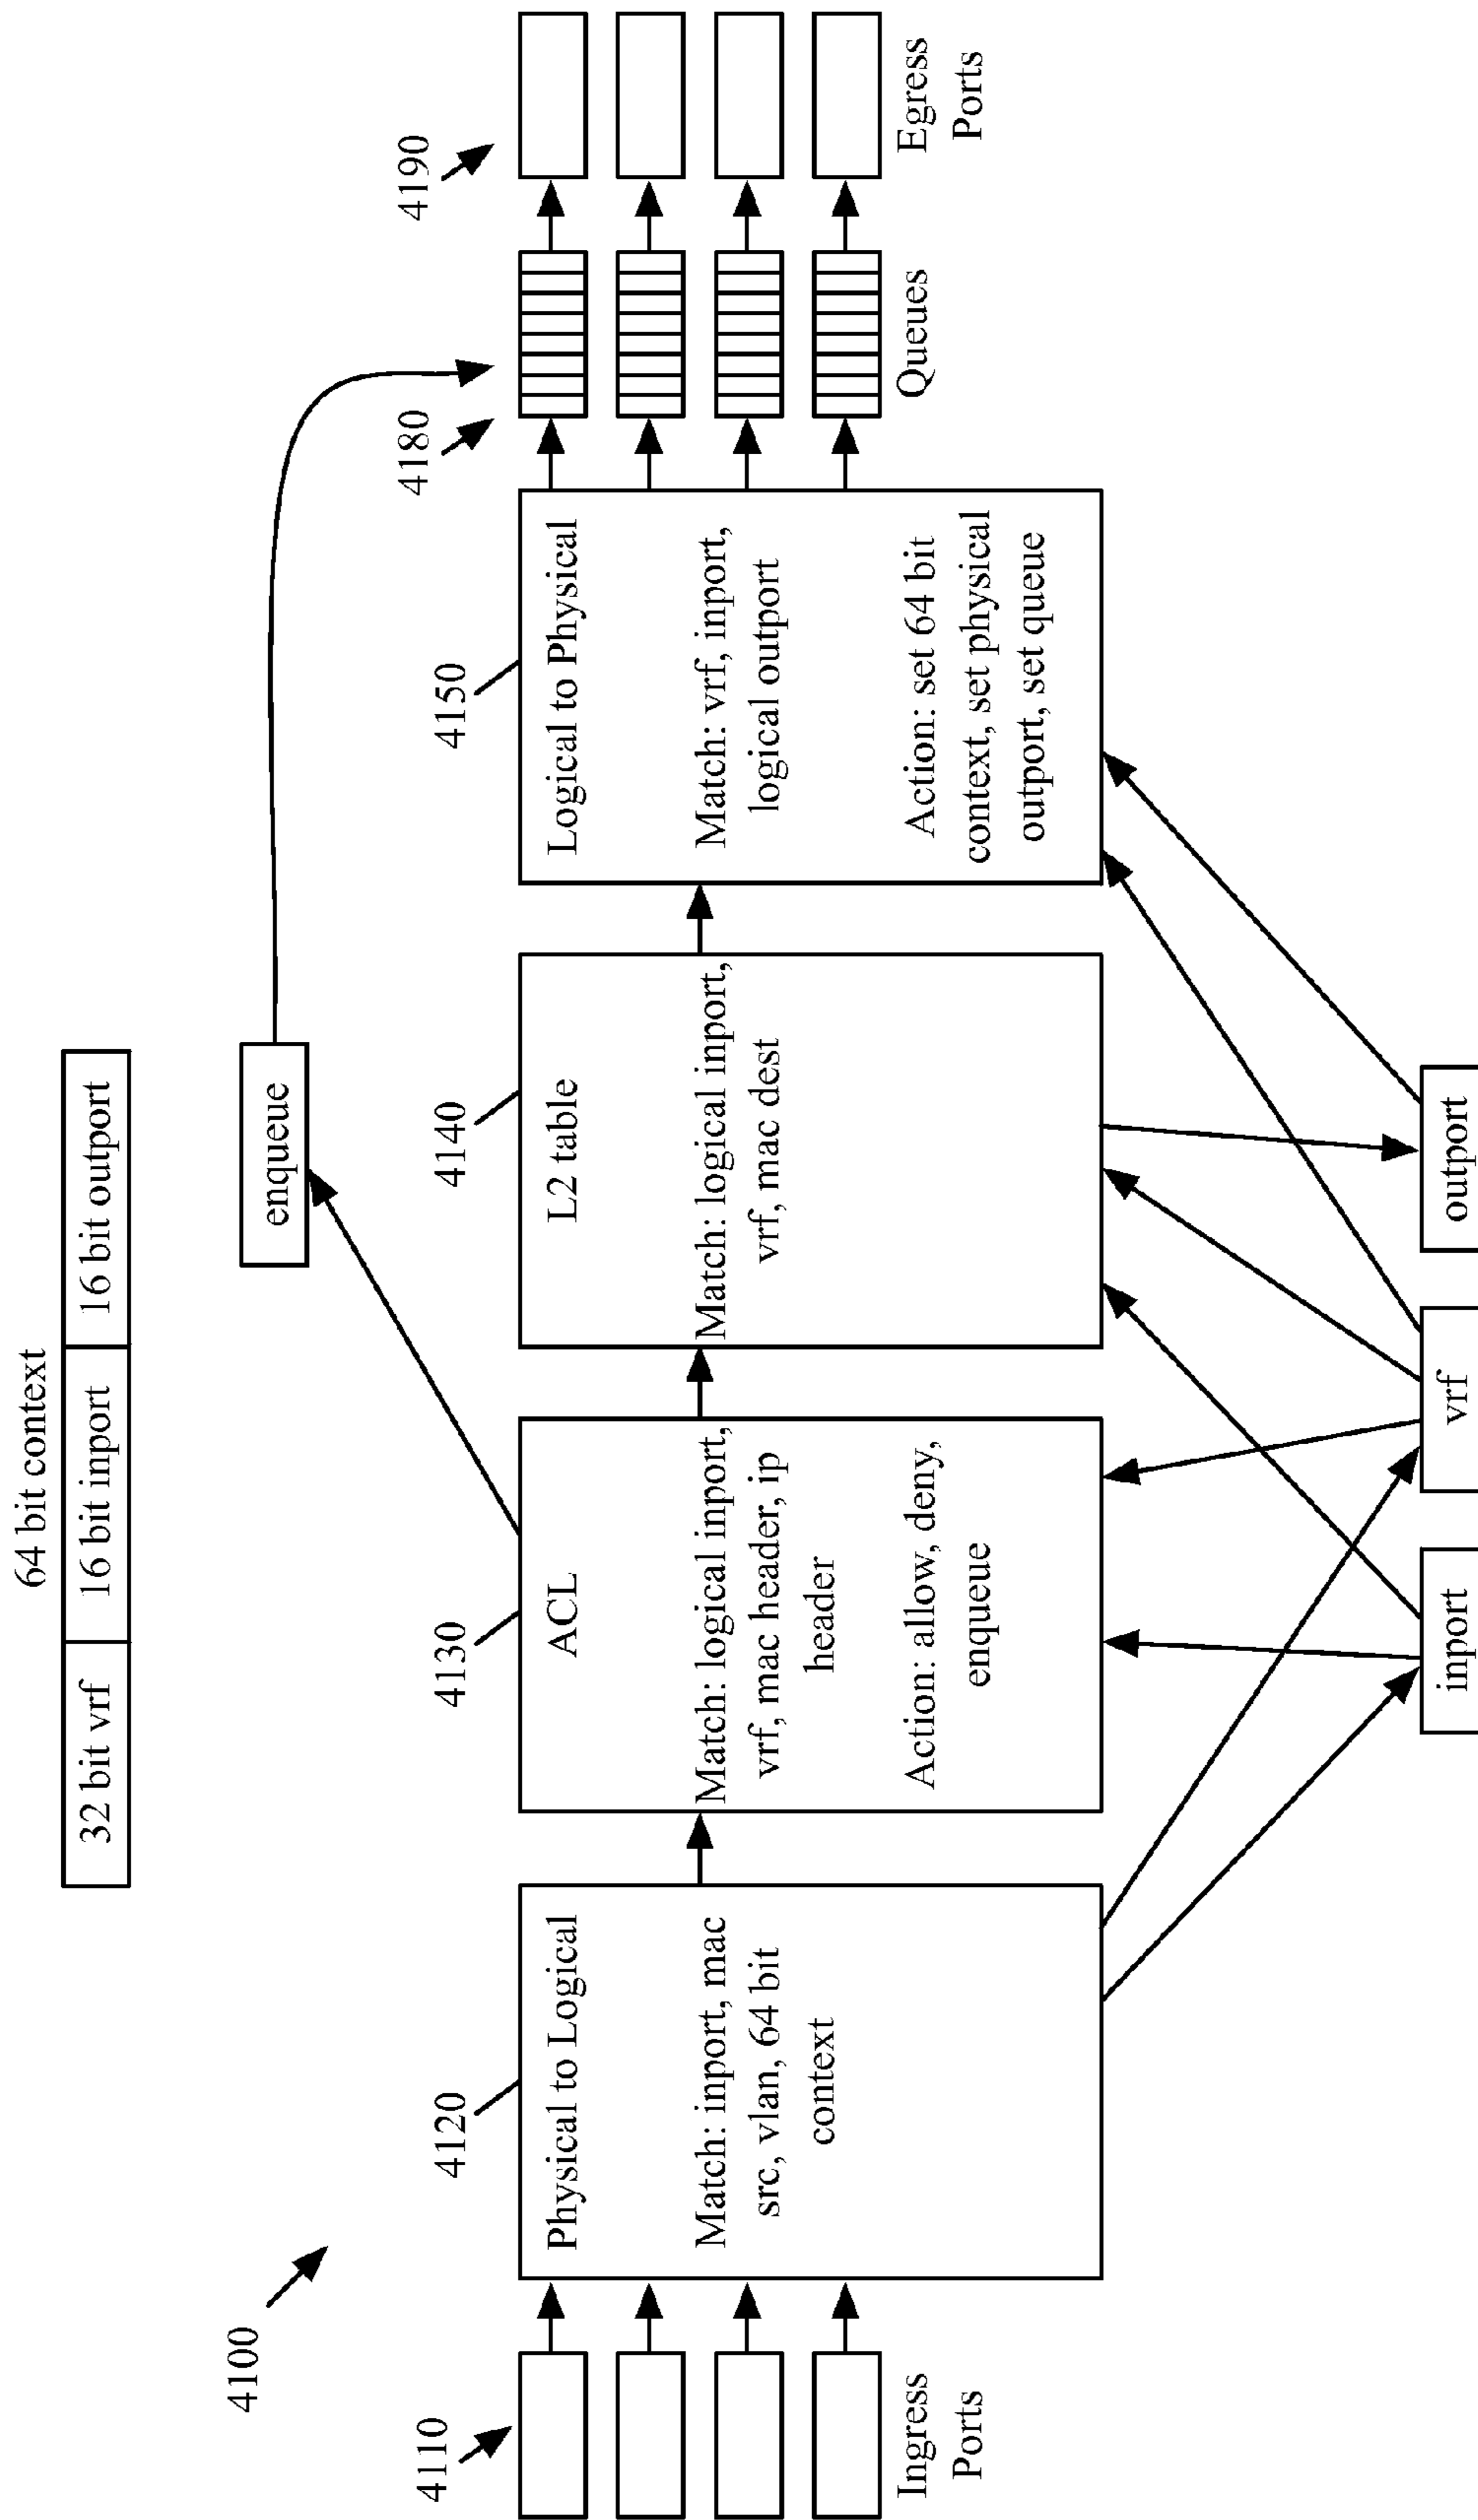 64 bit context
32 bit vrf
16 bit inport
16 bit outport
4100
enqueue
4110
4120
4130
4140
4150
4180
4190
Ingress
Ports
Physical to Logical
Match: inport, mac
src, vlan, 64 bit
context
ACL
Match: logical inport,
vrf, mac header, ip
header
Action: allow, deny,
enqueue
L2 table
Match: logical inport,
vrf, mac dest
Logical to Physical
Match: vrf, inport,
logical outport
Action: set 64 bit
context, set physical
outport, set queue
Queues
Egress
Ports
inport
vrf
outport